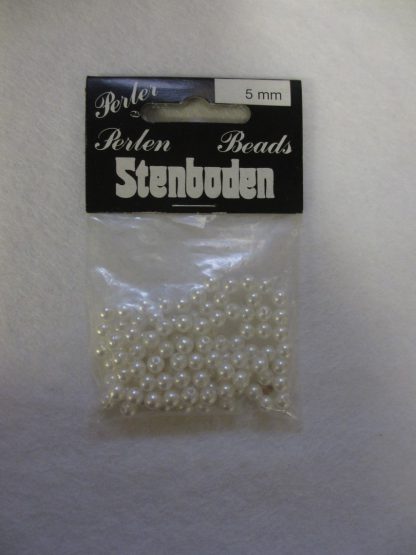 Perler
5 mm
Perlen Beads
Stenboden